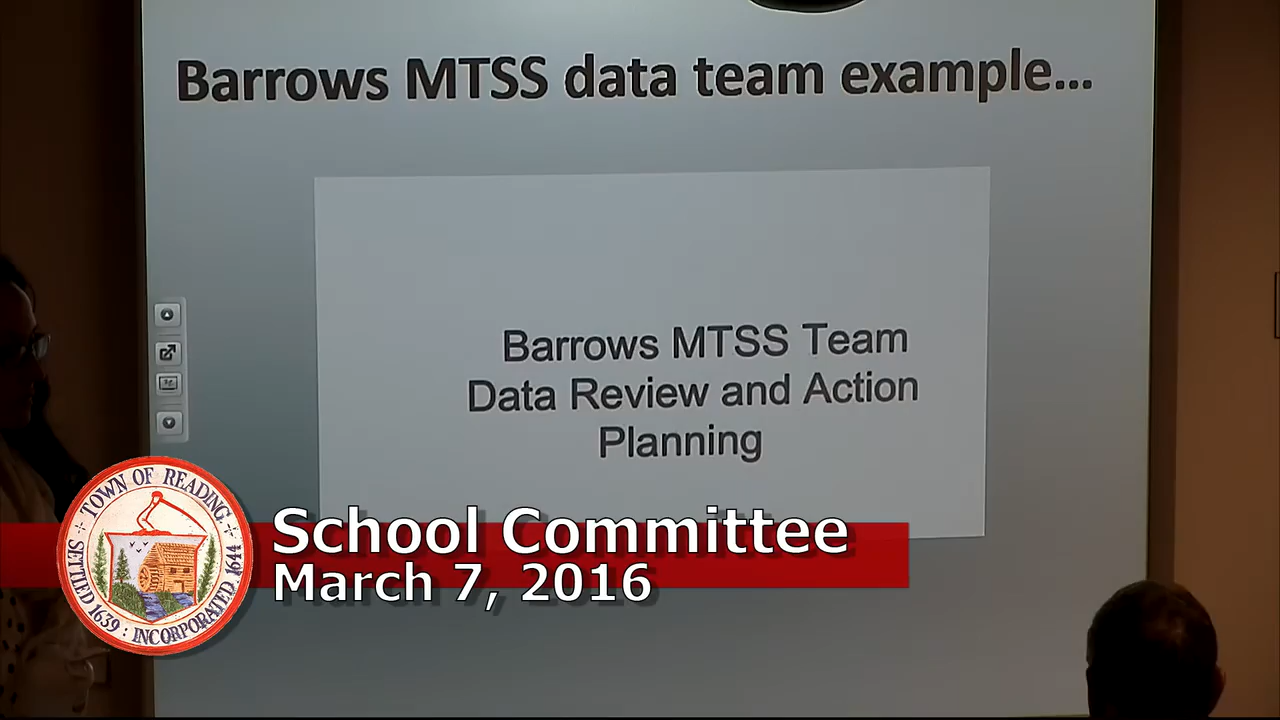 Barrows MTSS data team example...
Barrows MTSS Team
Data Review and Action
Planning
TOWN OF READING
SETTLED 1639 : INCORPORATED 1644
School Committee
March 7, 2016